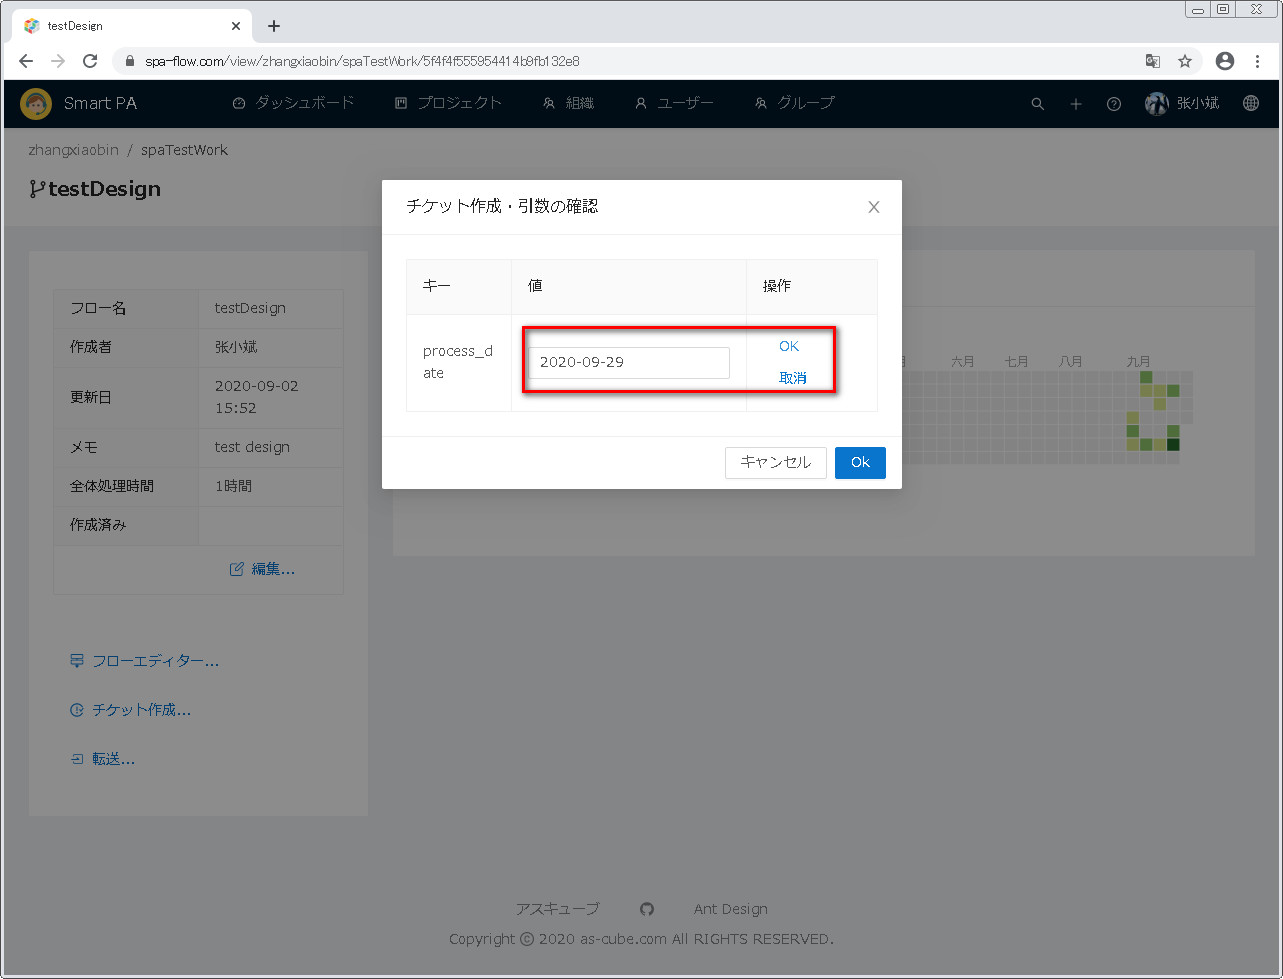 testDesign
spa-flow.com/view/zhangxiaobin/spaTestWork/5f4f4f555954414b9fb132e8
Smart PA
ダッシュボード
プロジェクト
组織
ユーザー
グループ
张小斌
zhangxiaobin / spaTestWork
testDesign
チケット作成・引数の確認
キー 値 操作
process_d
ate
2020-09-29
OK
取消
キャンセル
Ok
フロー名 testDesign
作成者 张小斌
更新日 2020-09-02
15:52
メモ test design
全体処理時間 1時間
作成済み
編集...
フローエディター...
チケット作成...
転送...
月 六月 七月 八月 九月
アスキューブ
Ant Design
Copyright © 2020 as-cube.com All RIGHTS RESERVED.